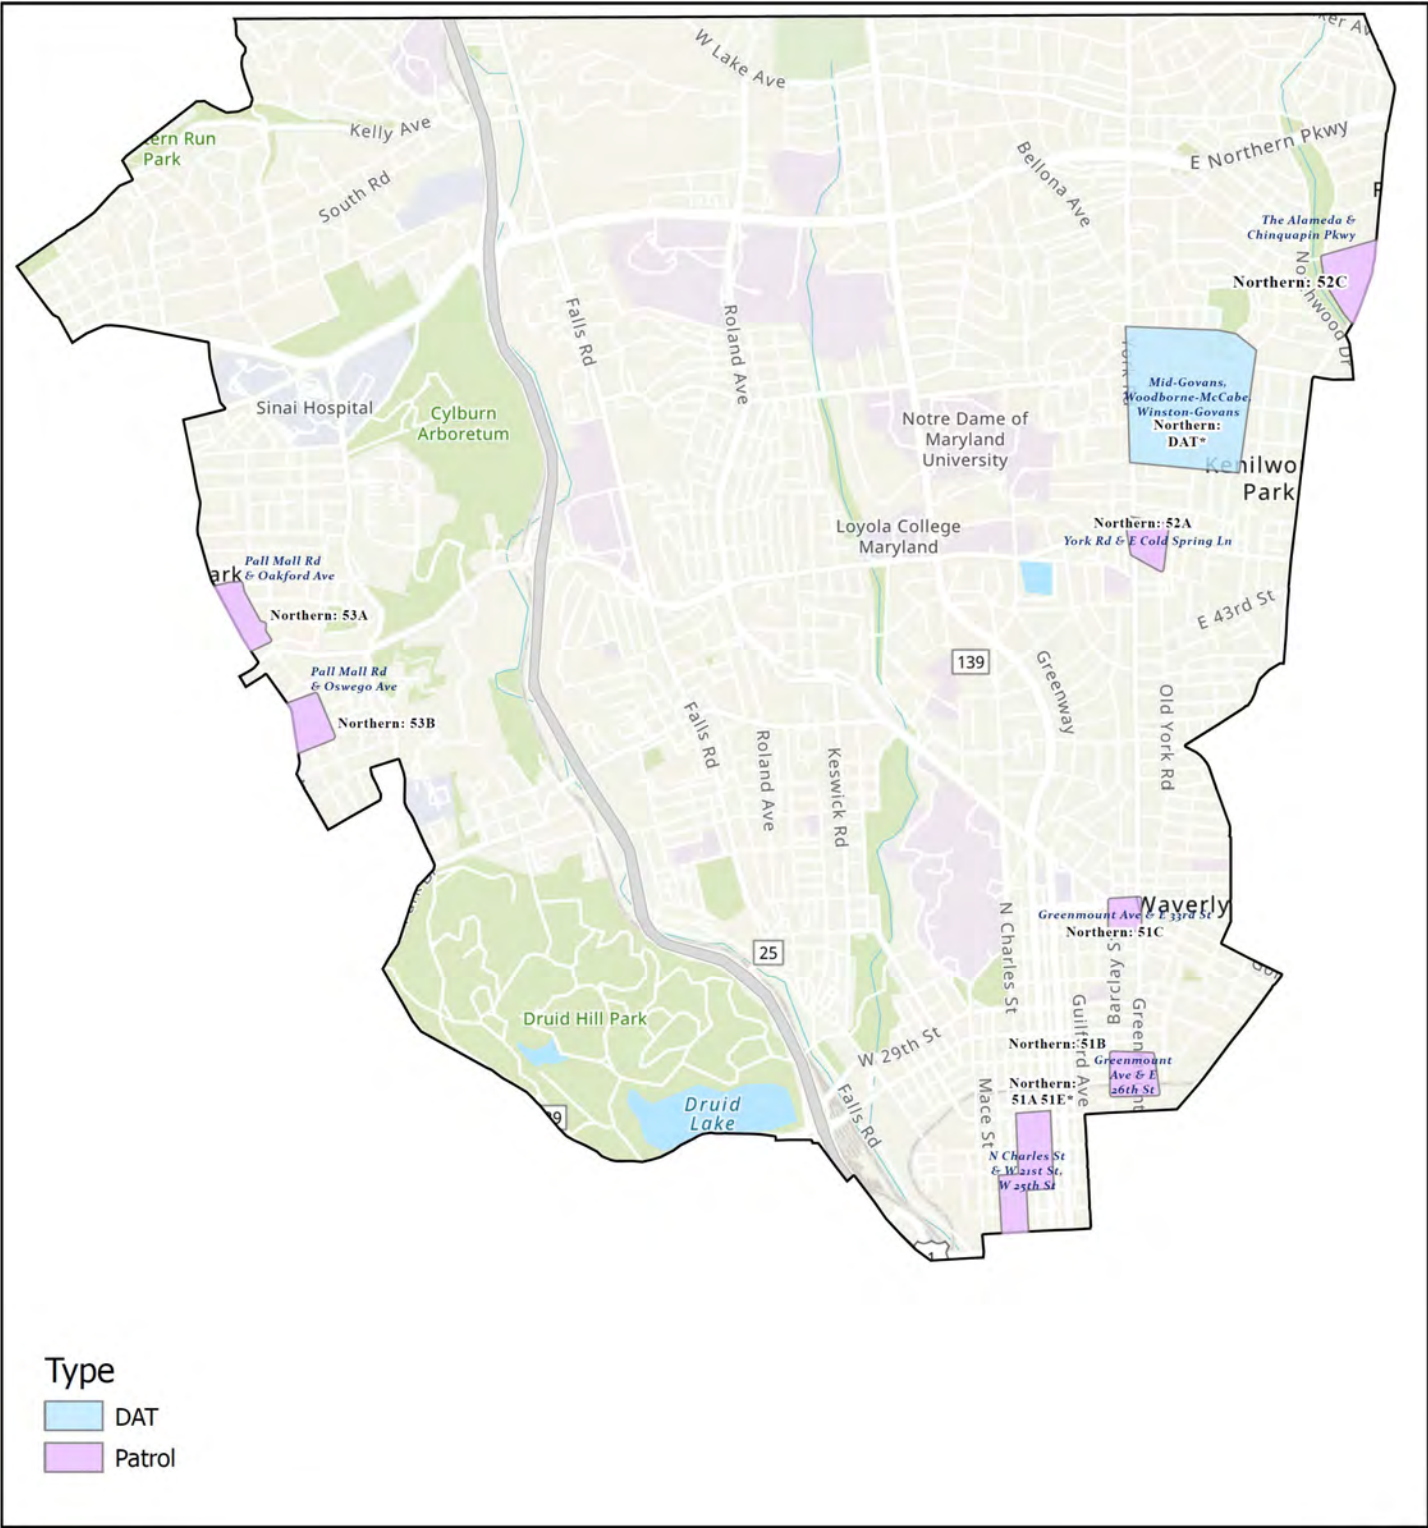 W Lake Ave
Kelly Ave
ern Run
Park
South Rd
Bellona Ave
E Northern Pkwy
The Alameda &
Chinquapin Pkwy
Northern: 52C
Falls Rd
Roland Ave
York Rd
Mid-Govans,
Woodborne-McCabe,
Winston-Govans
Northern:
DAT*
Sinai Hospital
Cylburn
Arboretum
Notre Dame of
Maryland
University
Kenilwo
Park
Northern: 52A
York Rd & E Cold Spring Ln
Loyola College
Maryland
Pall Mall Rd
& Oakford Ave
ark
Northern: 53A
E 43rd St
Pall Mall Rd
& Oswego Ave
Northern: 53B
139
Greenway
Old York Rd
Falls Rd
Roland Ave
Keswick Rd
Waverly
Greenmount Ave & E 33rd St
Northern: 51C
N Charles St
Barclay St
25
Druid Hill Park
Guilford Ave
W 29th St
Northern: 51B
Greenmount
Ave & E
26th St
Northern:
51A 51E*
Mace St
Falls Rd
Druid
Lake
N Charles St
& W 21st St,
W 25th St
1
Type
DAT
Patrol